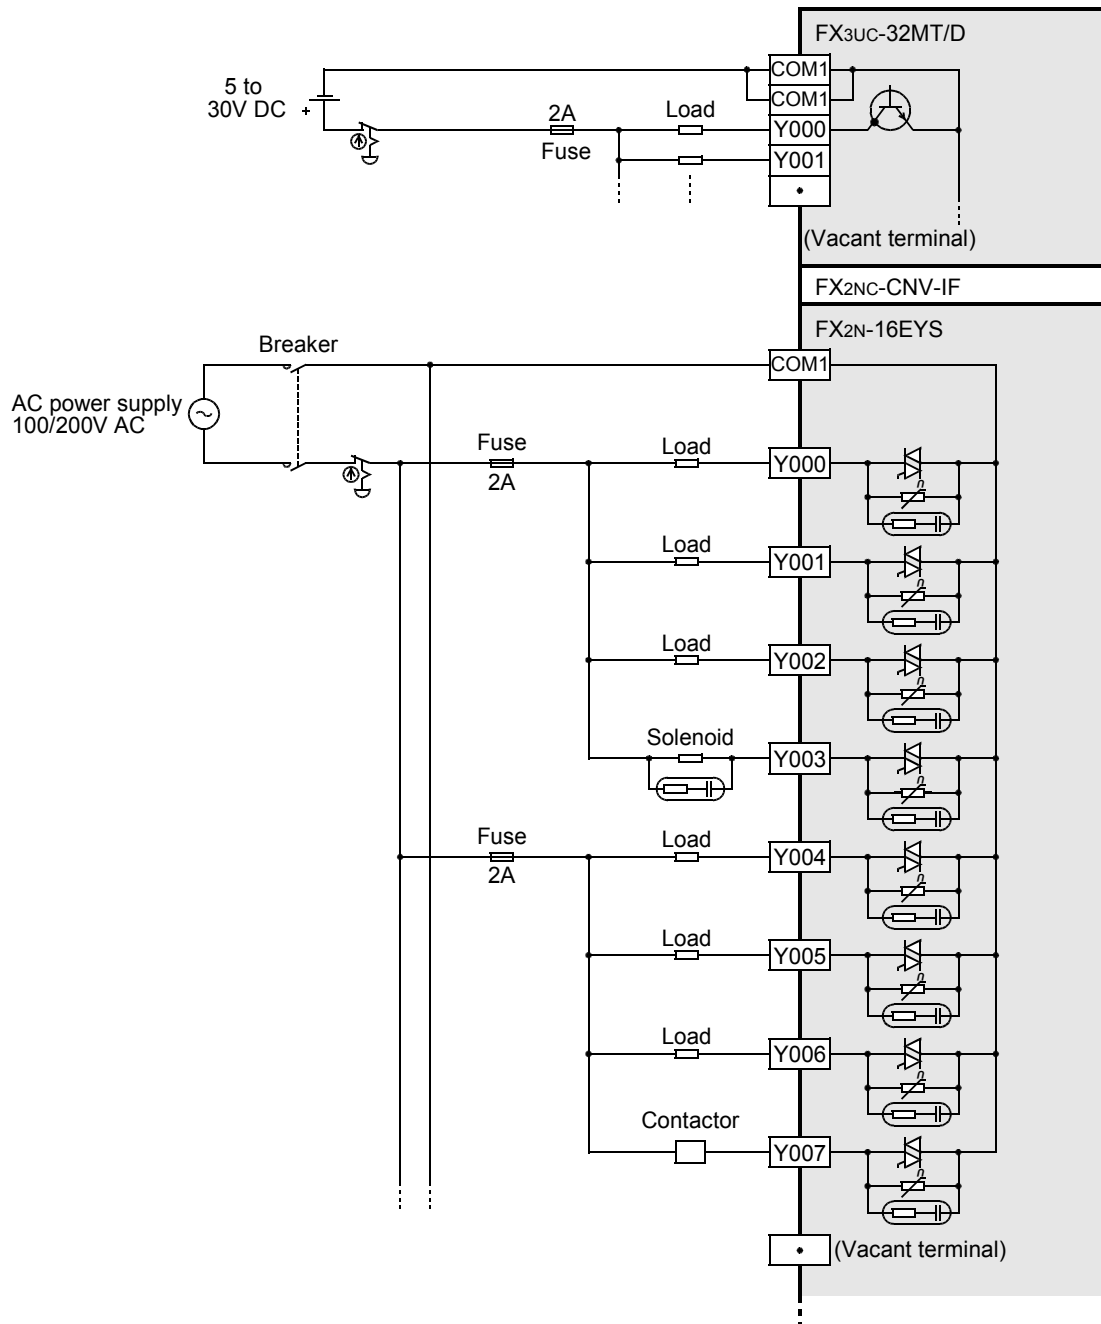 FX3UC-32MT/D
COM1
5 to
30V DC
+
COM1
2A
Load
Y000
Fuse
Y001
(Vacant terminal)
FX2NC-CNV-IF
FX2N-16EYS
Breaker
COM1
AC power supply
100/200V AC
Fuse
2A
Load
Y000
Load
Y001
Load
Y002
Solenoid
Y003
Fuse
2A
Load
Y004
Load
Y005
Load
Y006
Contactor
Y007
(Vacant terminal)